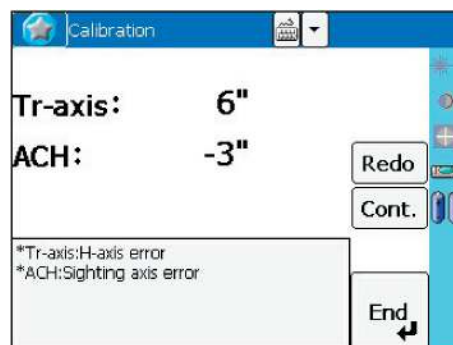 Calibration
Tr-axis: 6"
ACH: -3"
Redo
Cont.
*Tr-axis:H-axis error
*ACH:Sighting axis error
End